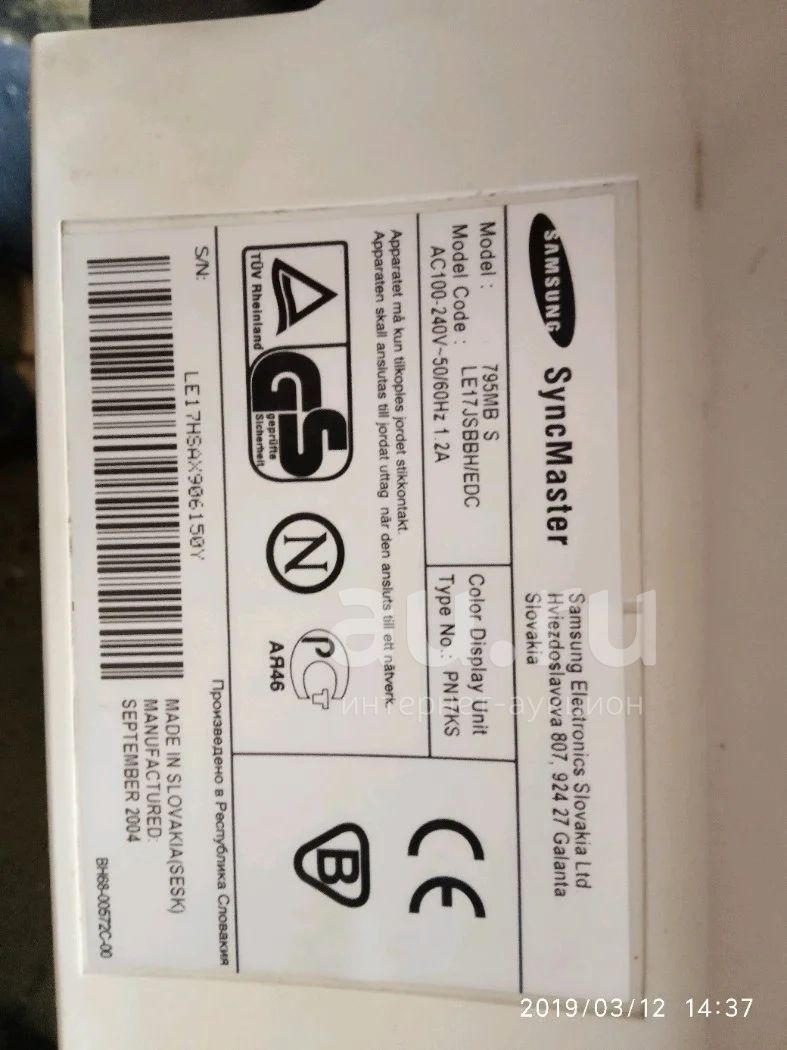 SAMSUNG SyncMaster
Samsung Electronics Slovakia Ltd
Hviezdoslavova 807, 924 27 Galanta
Slovakia
Model : 795MB S
Model Code : LE17JSBBH/EDC
AC100-240V~50/60Hz 1.2A
Color Display Unit
Type No.: PN17KS
Apparatet må kun tilkoples jordet stikkontakt.
Apparaten skall anslutas till jordat uttag när den ansluts till ett nätverk.
TÜV Rheinland
GS
geprüfte
Sicherheit
N
РСТ
АЯ46
CE
B
Произведено в Республика Словакия
S/N: LE17HSAX906150Y
MADE IN SLOVAKIA(SESK)
MANUFACTURED:
SEPTEMBER 2004
BH68-00572C-00
au.ru
интернет-аукцион
2019/03/12 14:37